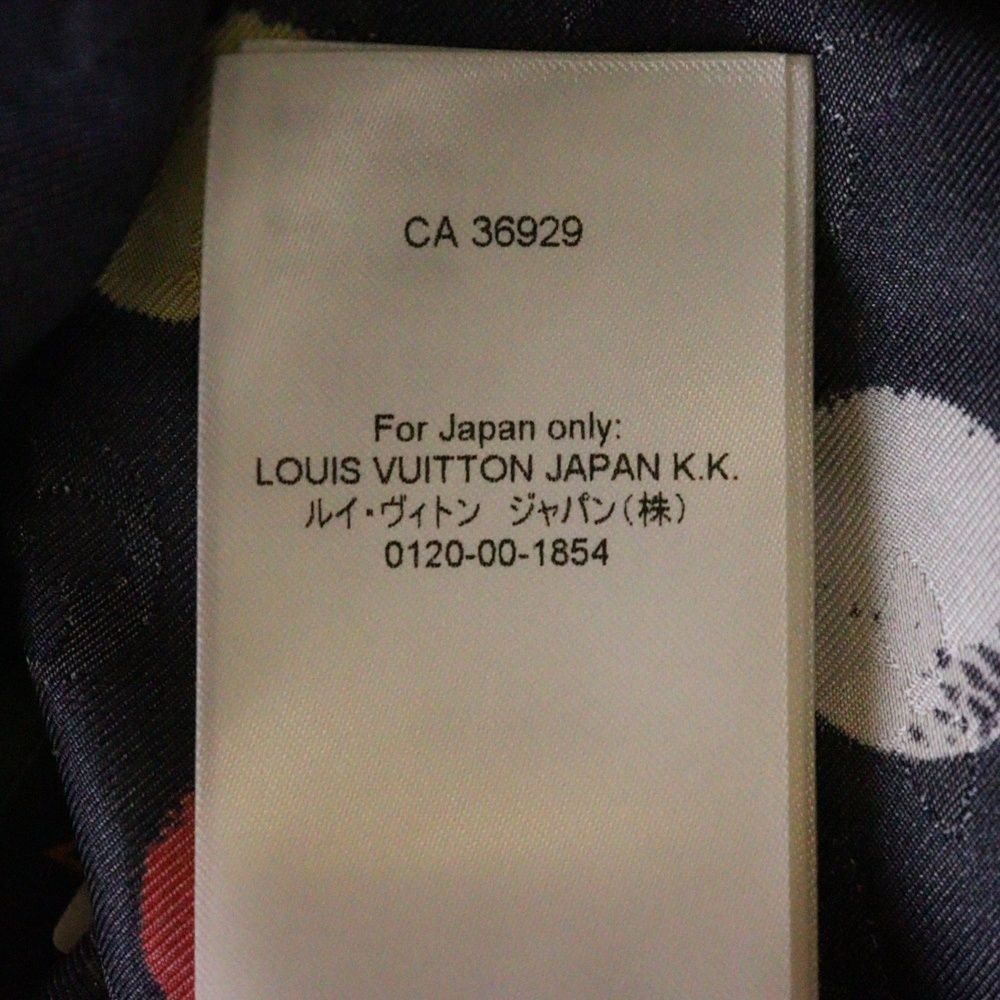 CA 36929
For Japan only:
LOUIS VUITTON JAPAN K.K.
ルイ・ヴィトン ジャパン(株)
0120-00-1854